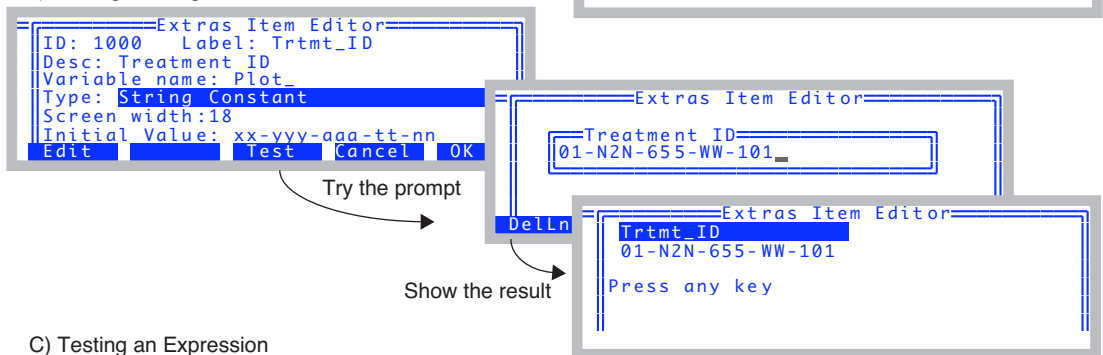 Extras Item Editor
ID: 1000 Label: Trtmt_ID
Desc: Treatment ID
Variable name: Plot_
Type: String Constant
Screen width:18
Initial Value: xx-yyy-aaa-tt-nn
Edit Test Cancel OK
Try the prompt
Extras Item Editor
Treatment ID
01-N2N-655-WW-101_
DelLn
Show the result
Extras Item Editor
Trtmt_ID
01-N2N-655-WW-101
Press any key
C) Testing an Expression